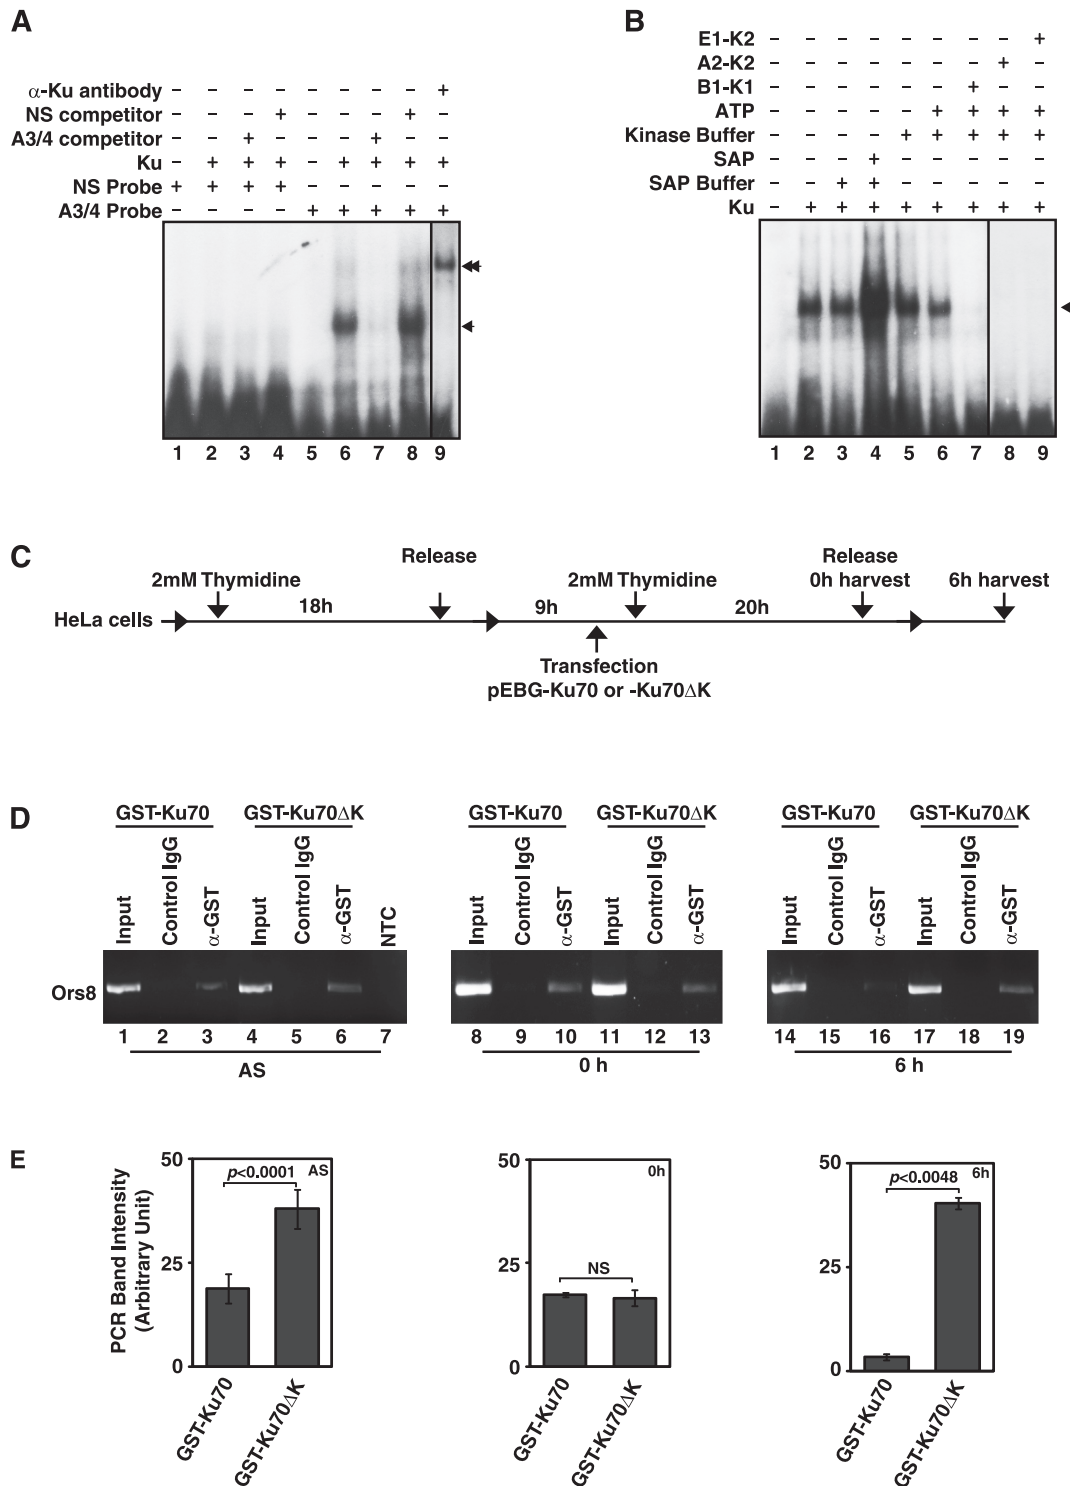 A
α-Ku antibody - - - - - - - - +
NS competitor - - - + - - - + -
A3/4 competitor - - + - - - + - -
Ku - + + + - + + + +
NS Probe + + + + - - - - -
A3/4 Probe - - - - + + + + +
1 2 3 4 5 6 7 8 9
B
E1-K2 - - - - - - - - +
A2-K2 - - - - - - - + -
B1-K1 - - - - - - + - -
ATP - - - - - + + + +
Kinase Buffer - - - - + + + + +
SAP - - - + - - - - -
SAP Buffer - - + + - - - - -
Ku - + + + + + + + +
1 2 3 4 5 6 7 8 9
C
Release
Release
2mM Thymidine
2mM Thymidine
0h harvest
6h harvest
18h
9h
20h
HeLa cells
Transfection
pEBG-Ku70 or -Ku70ΔK
D
GST-Ku70 GST-Ku70ΔK
Input Control IgG α-GST Input Control IgG α-GST NTC
Ors8
1 2 3 4 5 6 7
AS
GST-Ku70 GST-Ku70ΔK
Input Control IgG α-GST Input Control IgG α-GST
8 9 10 11 12 13
0 h
GST-Ku70 GST-Ku70ΔK
Input Control IgG α-GST Input Control IgG α-GST
14 15 16 17 18 19
6 h
E
PCR Band Intensity
(Arbitrary Unit)
50
25
0
p<0.0001
AS
GST-Ku70
GST-Ku70ΔK
50
25
0
0h
NS
GST-Ku70
GST-Ku70ΔK
50
25
0
p<0.0048
6h
GST-Ku70
GST-Ku70ΔK